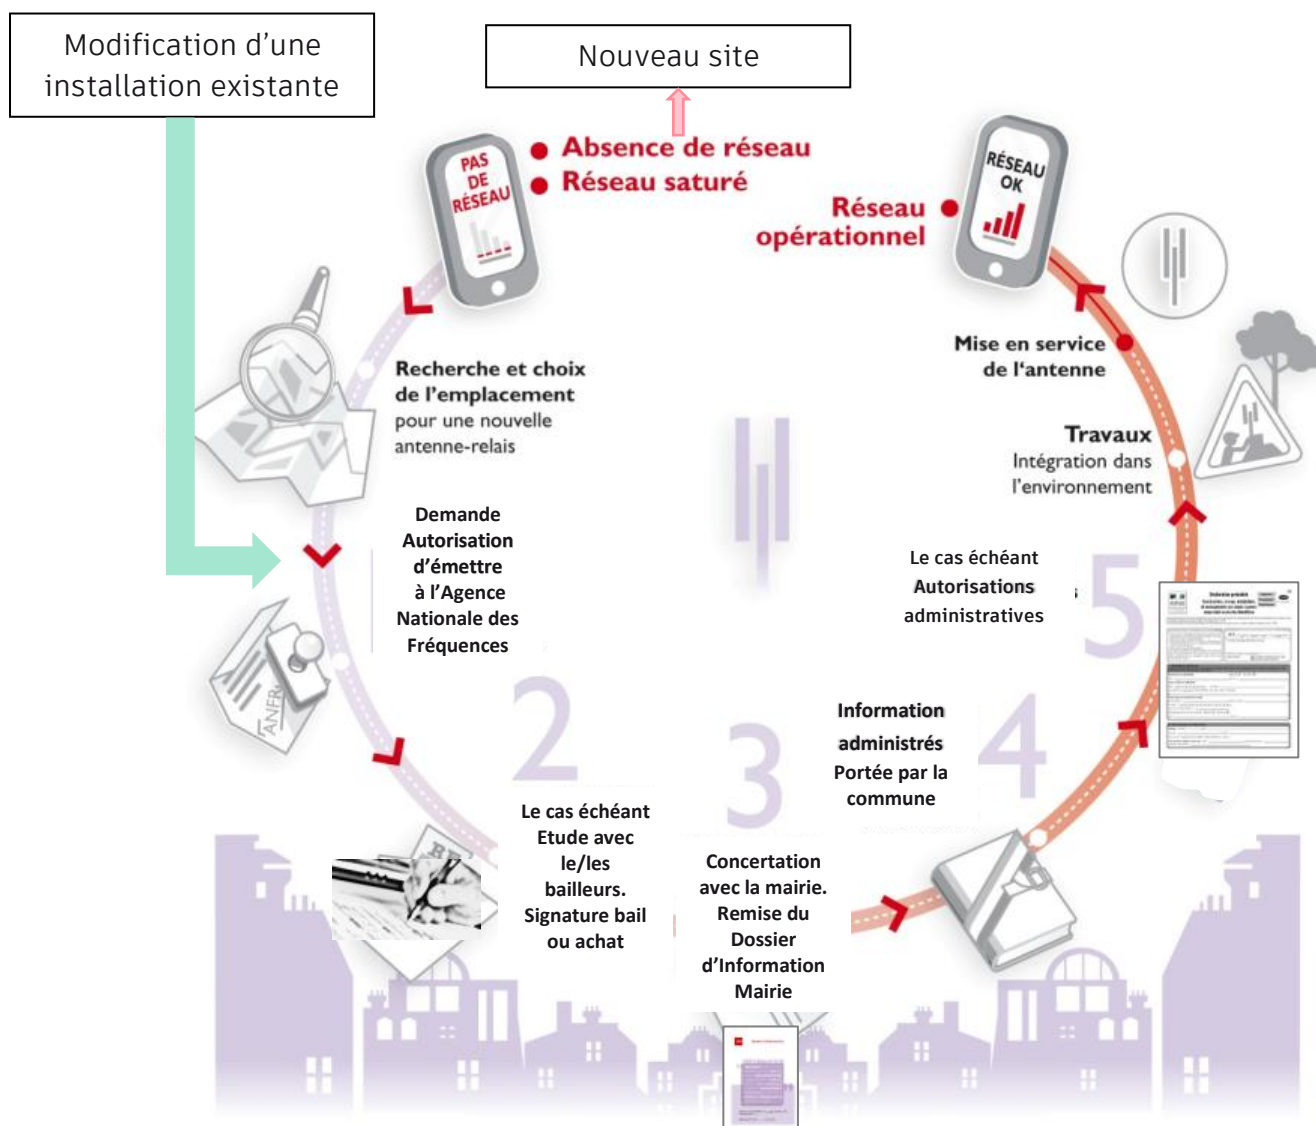 Modification d'une
installation existante
Nouveau site
PAS
DE
RÉSEAU
Absence de réseau
Réseau saturé
RÉSEAU
OK
Réseau
opérationnel
Recherche et choix
de l'emplacement
pour une nouvelle
antenne-relais
Mise en service
de l'antenne
Travaux
Intégration dans
l'environnement
Demande
Autorisation
d'émettre
à l'Agence
Nationale des
Fréquences
ANFR
2
Le cas échéant
Etude avec
le/les
bailleurs.
Signature bail
ou achat
3
Concertation
avec la mairie.
Remise du
Dossier
d'Information
Mairie
4
Information
administrés
Portée par la
commune
5
Le cas échéant
Autorisations
administratives